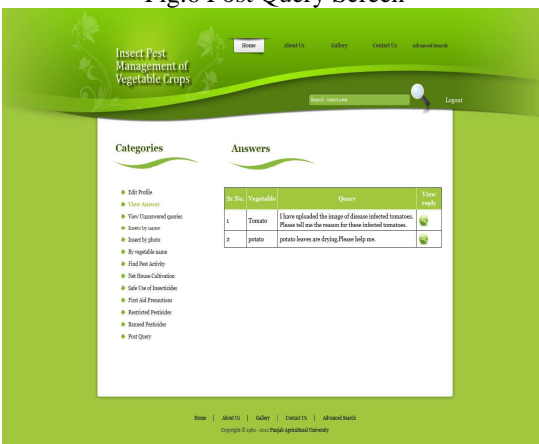 Fig.8 Post Query Screen
Insect Pest
Management of
Vegetable Crops
Home About Us Gallery Contact Us Advanced Search
Search insect pest
Logout
Categories
Edit Profile
View Answer
View Unanswered queries
Insect by name
Insect by photo
By vegetable name
Find Pest Activity
Net House Cultivation
Safe Use of Insecticides
First Aid Precautions
Restricted Pesticides
Banned Pesticides
Post Query
Answers
Sr.No. Vegetable Query View reply
1 Tomato I have uploaded the image of disease infected tomatoes.
Please tell me the reason for these infected tomatoes.
2 potato potato leaves are drying.Please help me.
Home | About Us | Gallery | Contact Us | Advanced Search
Copyright © 1962 - 2012 Punjab Agricultural University